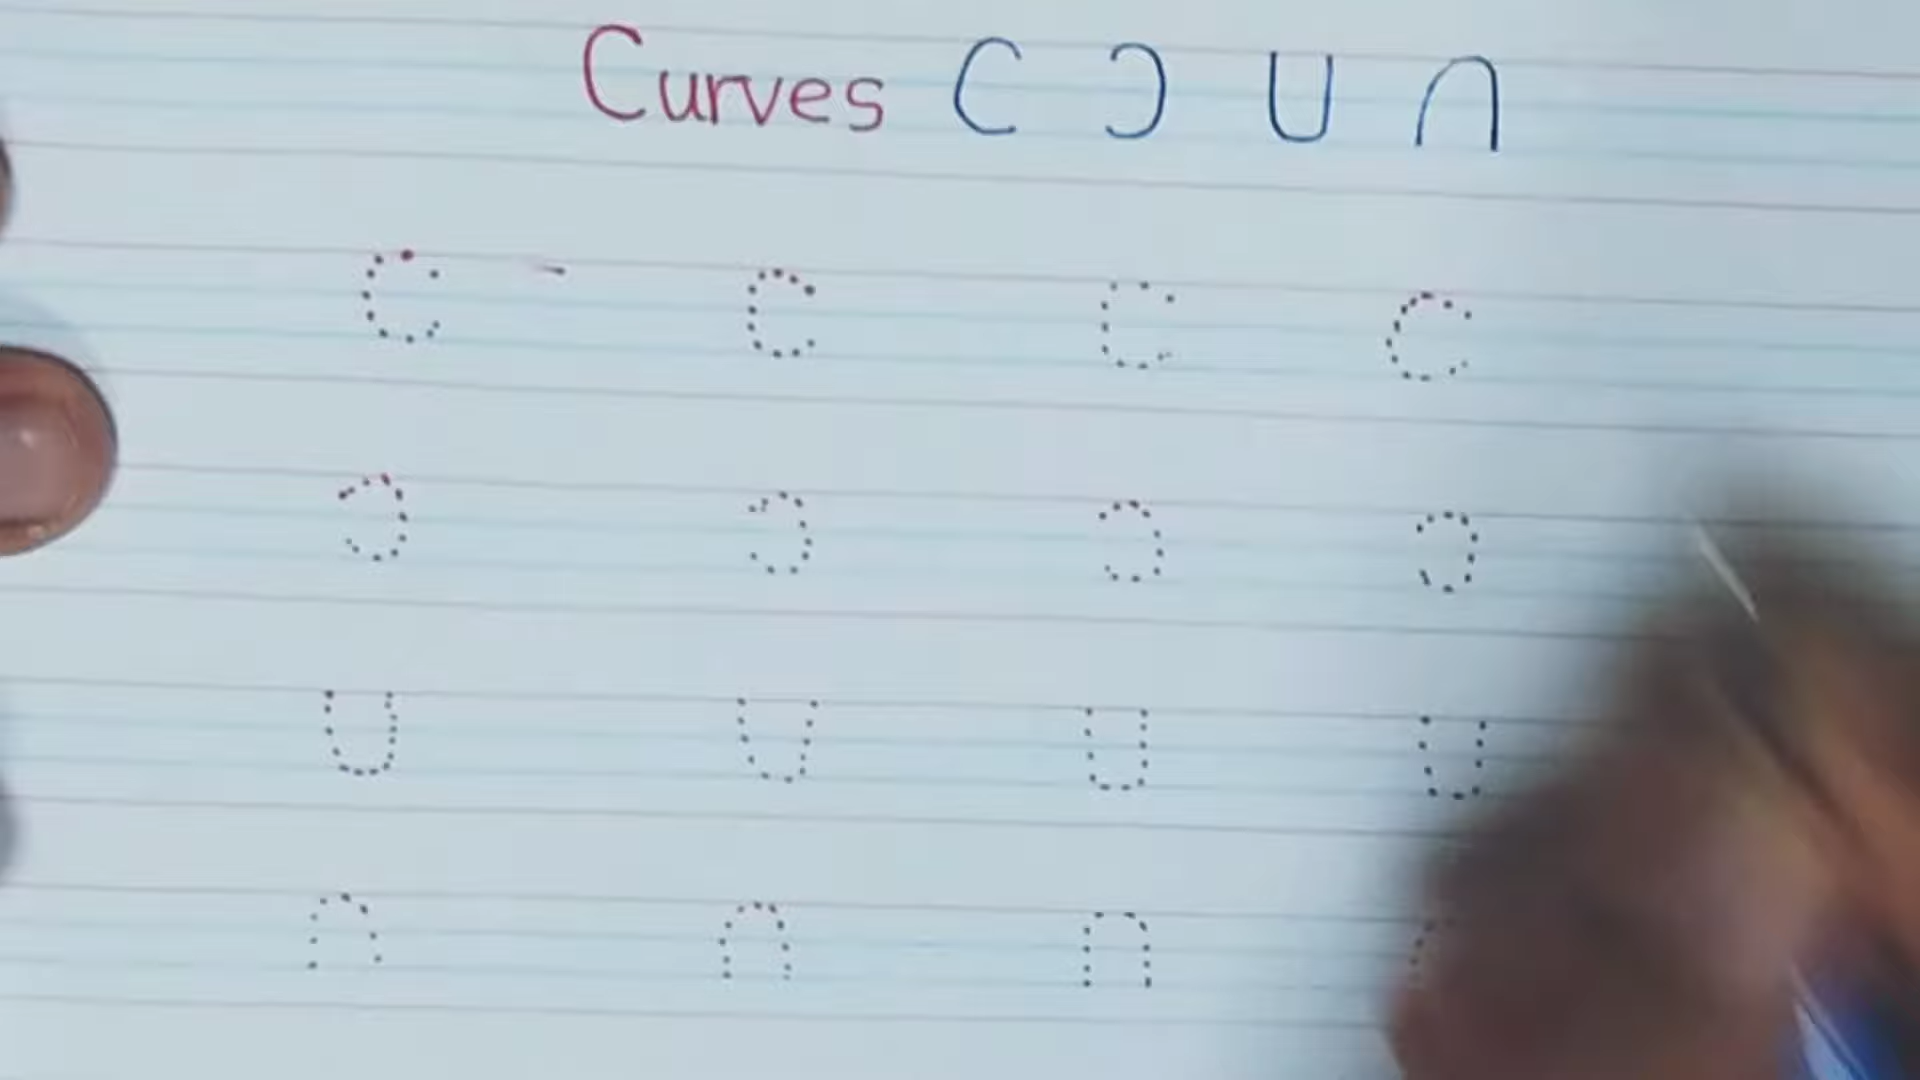 Curves C Ɔ U ∩
C C C C
Ɔ Ɔ Ɔ Ɔ
U U U U
∩ ∩ ∩